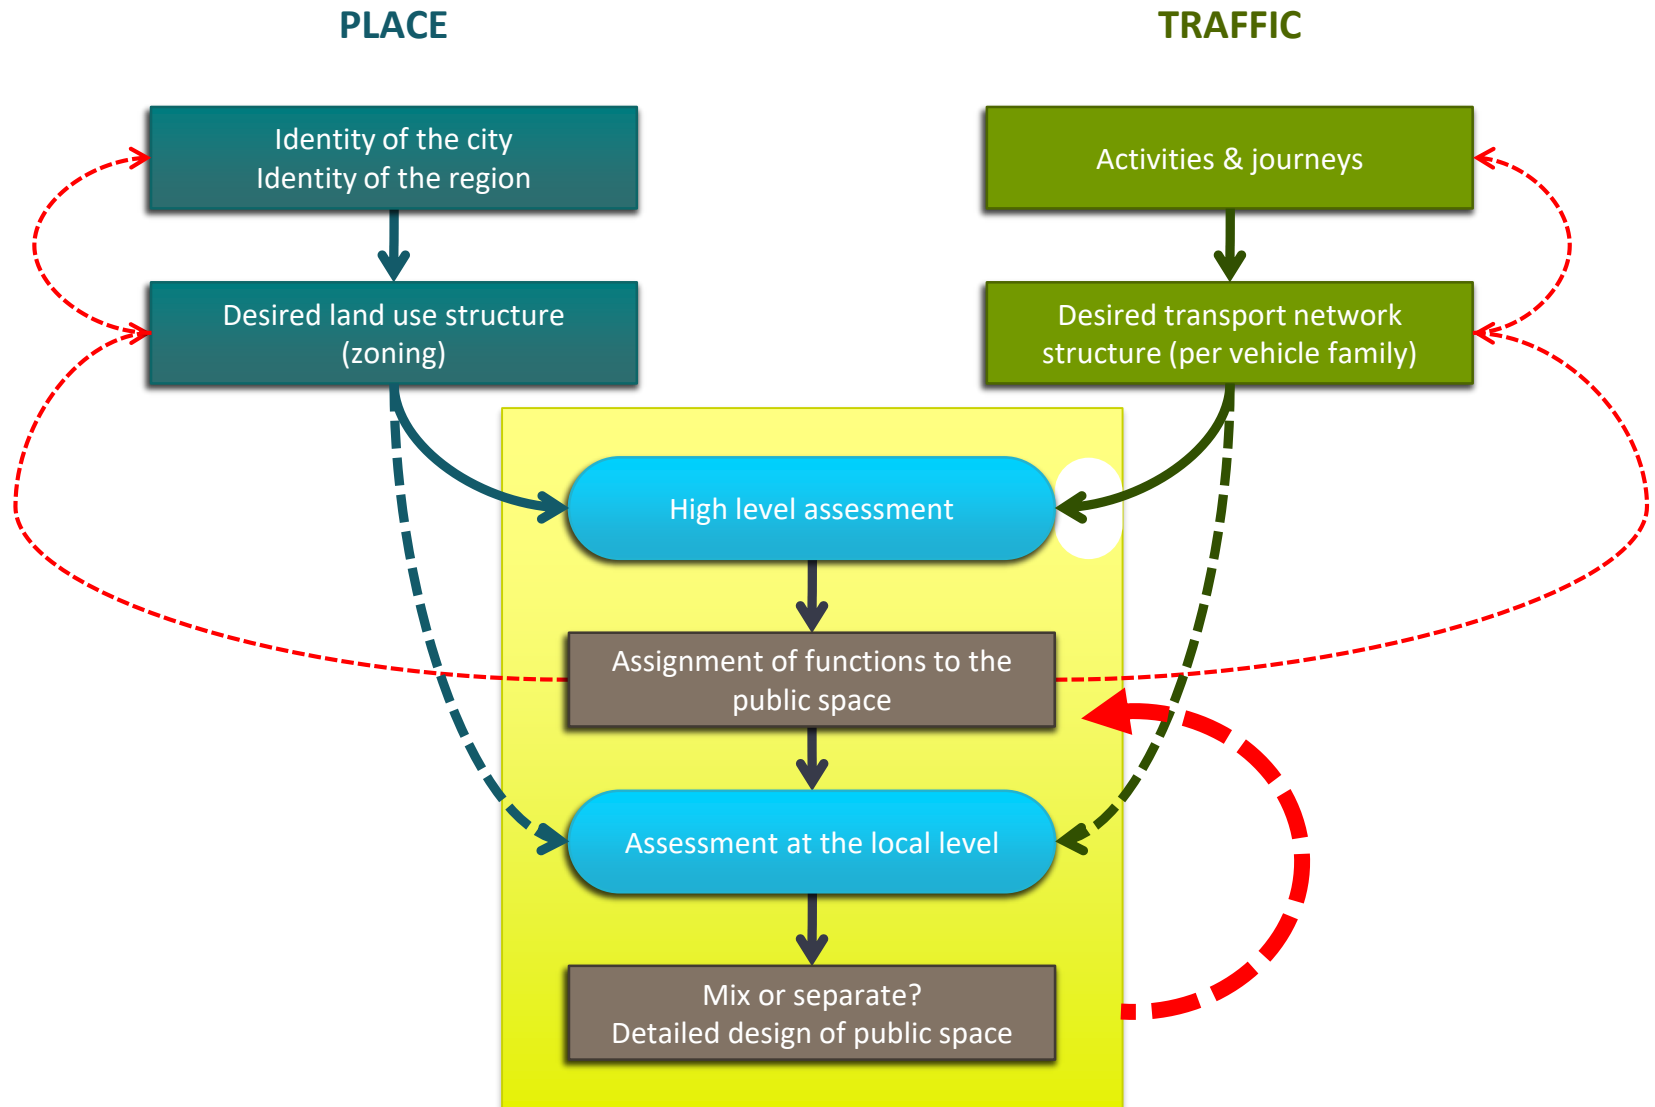 PLACE
TRAFFIC
Identity of the city
Identity of the region
Activities & journeys
Desired land use structure
(zoning)
Desired transport network
structure (per vehicle family)
High level assessment
Assignment of functions to the
public space
Assessment at the local level
Mix or separate?
Detailed design of public space